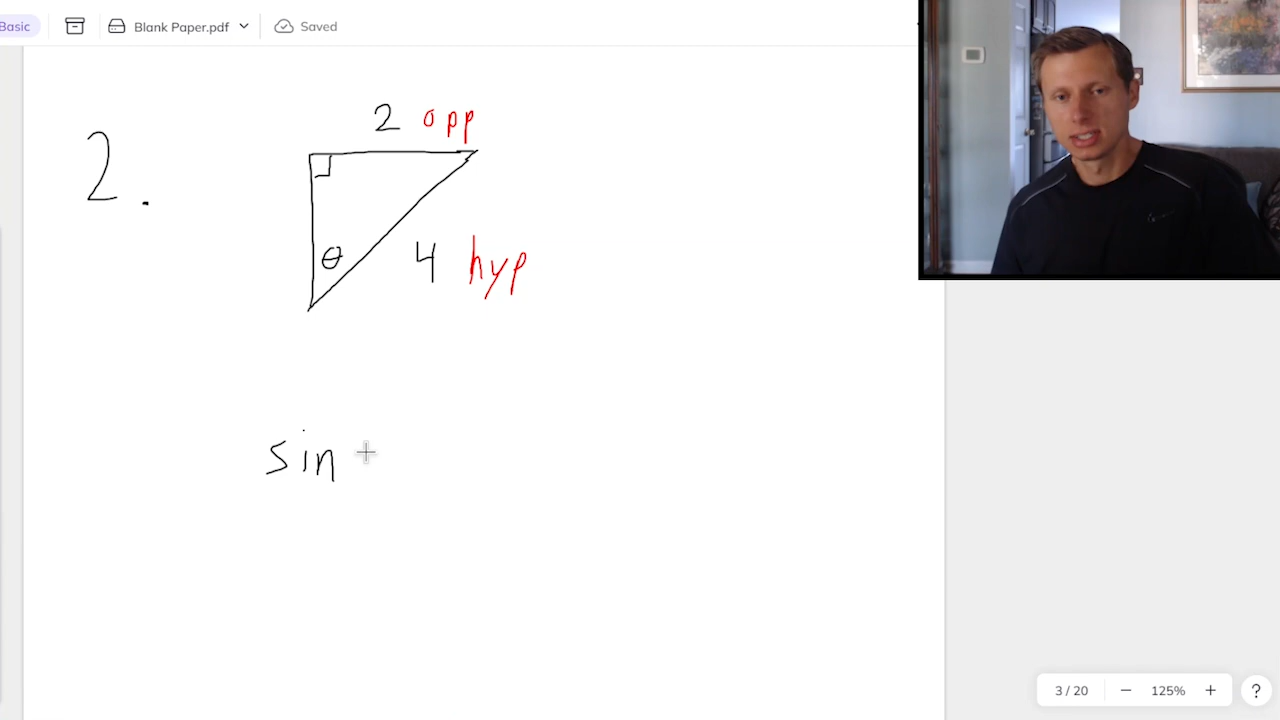 Basic
Blank Paper.pdf
Saved
2.
2 opp
θ
4 hyp
sin
3 / 20
125%
?